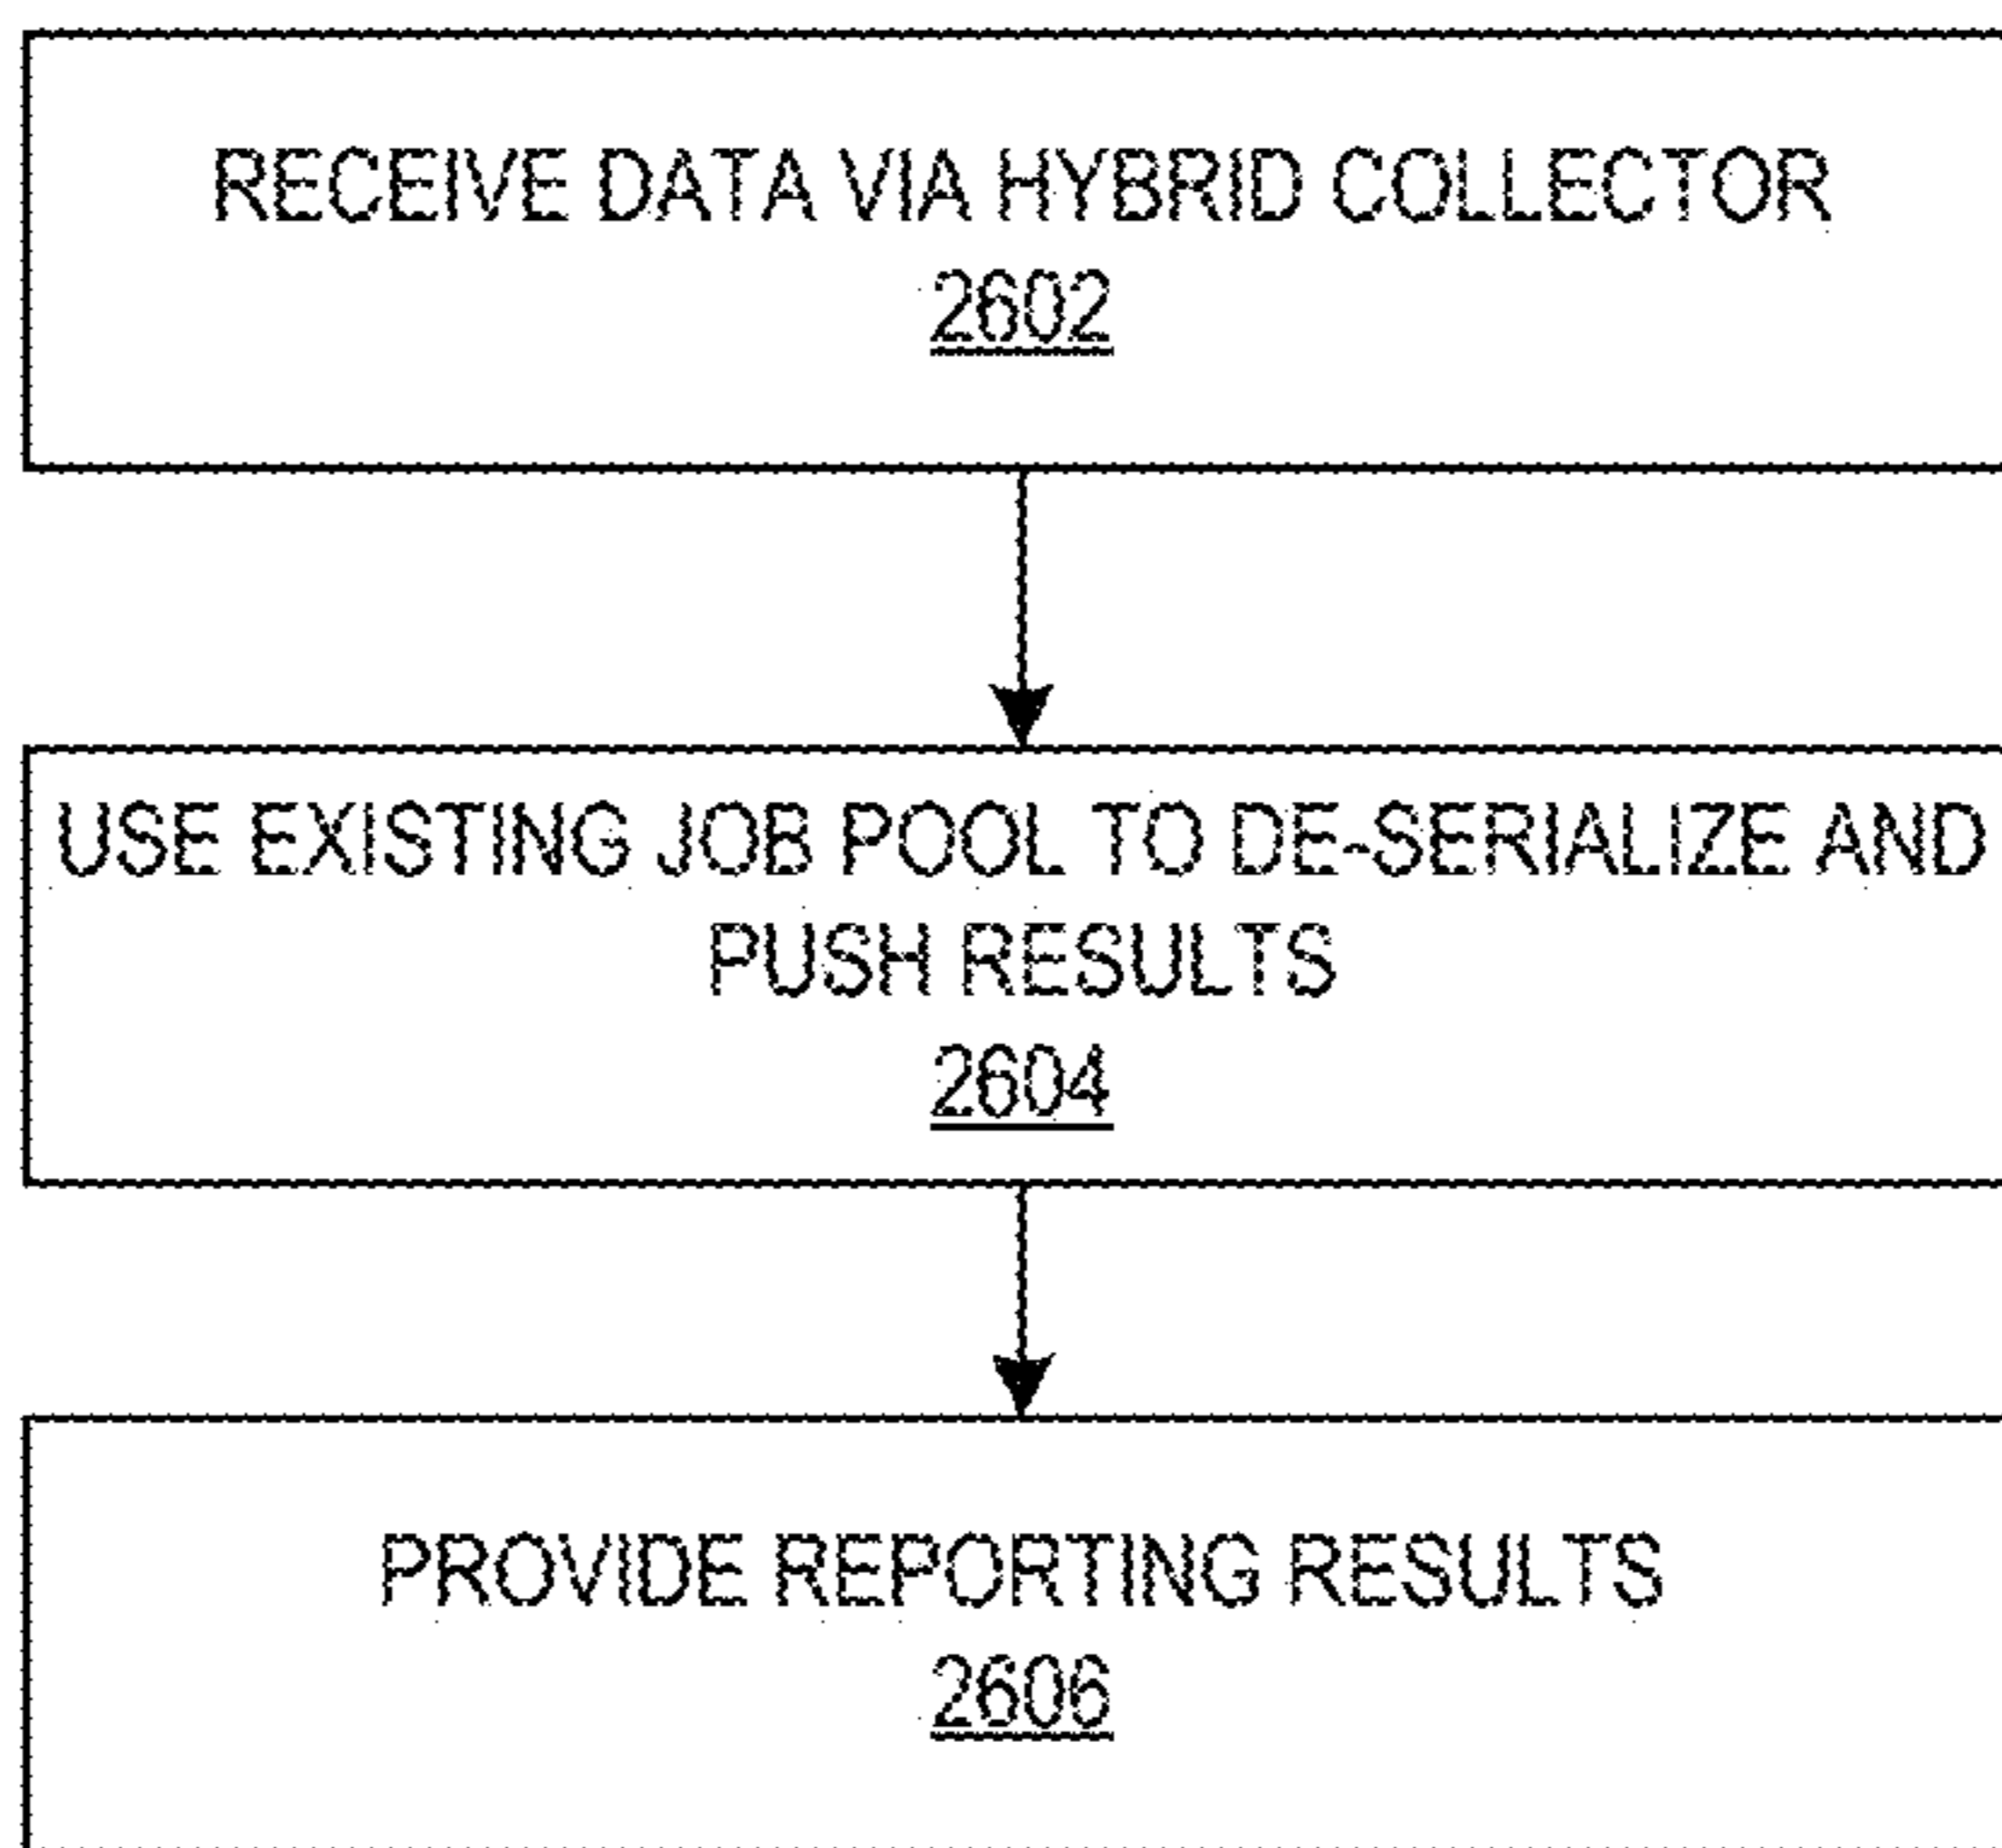 RECEIVE DATA VIA HYBRID COLLECTOR
2602
USE EXISTING JOB POOL TO DE-SERIALIZE AND
PUSH RESULTS
2604
PROVIDE REPORTING RESULTS
2606